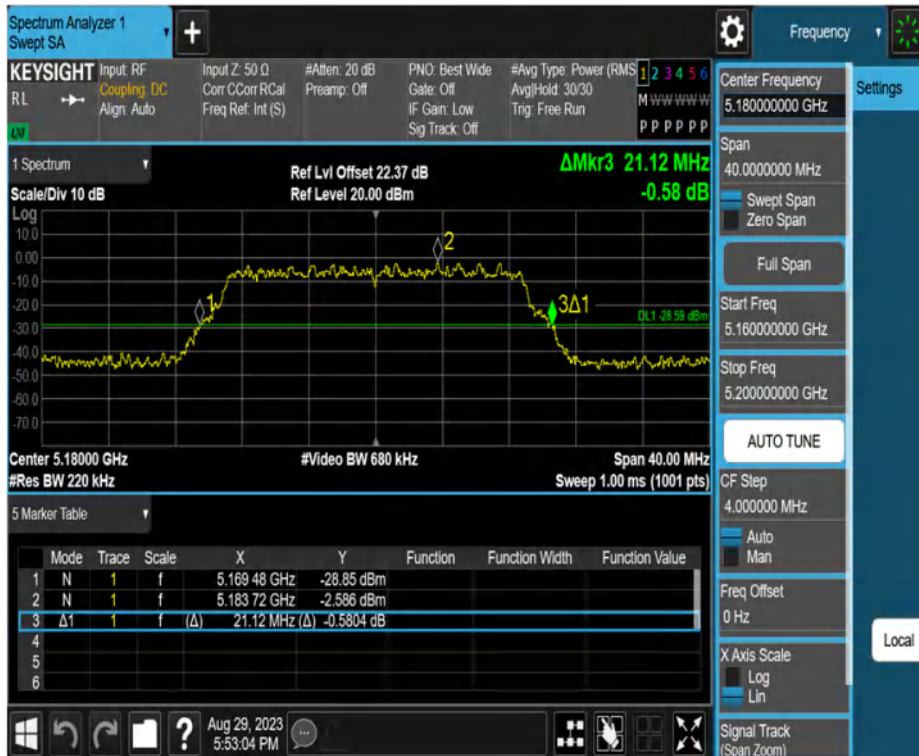 Spectrum Analyzer 1
Swept SA
+
Frequency
KEYSIGHT
RL
Input: RF
Coupling: DC
Align: Auto
Input Z: 50 Ω
Corr CCorr RCal
Freq Ref: Int (S)
#Atten: 20 dB
Preamp: Off
PNO: Best Wide
Gate: Off
IF Gain: Low
Sig Track: Off
#Avg Type: Power (RMS
Avg|Hold: 30/30
Trig: Free Run
1 2 3 4 5 6
M W W W W W
P P P P P P
LNI
1 Spectrum
Scale/Div 10 dB
Ref Lvl Offset 22.37 dB
Ref Level 20.00 dBm
ΔMkr3 21.12 MHz
-0.58 dB
Log
10.0
0.00
-10.0
-20.0
-30.0
-40.0
-50.0
-60.0
-70.0
1
2
3Δ1
DL1 -28.59 dBm
Center 5.18000 GHz
#Res BW 220 kHz
#Video BW 680 kHz
Span 40.00 MHz
Sweep 1.00 ms (1001 pts)
5 Marker Table
Mode Trace Scale X Y Function Function Width Function Value
1 N 1 f 5.169 48 GHz -28.85 dBm
2 N 1 f 5.183 72 GHz -2.586 dBm
3 Δ1 1 f (Δ) 21.12 MHz (Δ) -0.5804 dB
4
5
6
?
Aug 29, 2023
5:53:04 PM
Center Frequency
5.180000000 GHz
Span
40.0000000 MHz
Swept Span
Zero Span
Full Span
Start Freq
5.160000000 GHz
Stop Freq
5.200000000 GHz
AUTO TUNE
CF Step
4.000000 MHz
Auto
Man
Freq Offset
0 Hz
X Axis Scale
Log
Lin
Signal Track
(Span Zoom)
Settings
Local